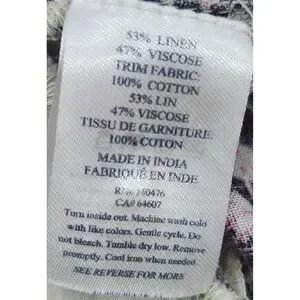 53% LINEN
47% VISCOSE
TRIM FABRIC:
100% COTTON
53% LIN
47% VISCOSE
TISSU DE GARNITURE:
100% COTON
MADE IN INDIA
FABRIQUÉ EN INDE
CA# 64607
Turn inside out. Machine wash cold
with like colors. Gentle cycle. Do
not bleach. Tumble dry low. Remove
promptly. Cool iron when needed
SEE REVERSE FOR MORE